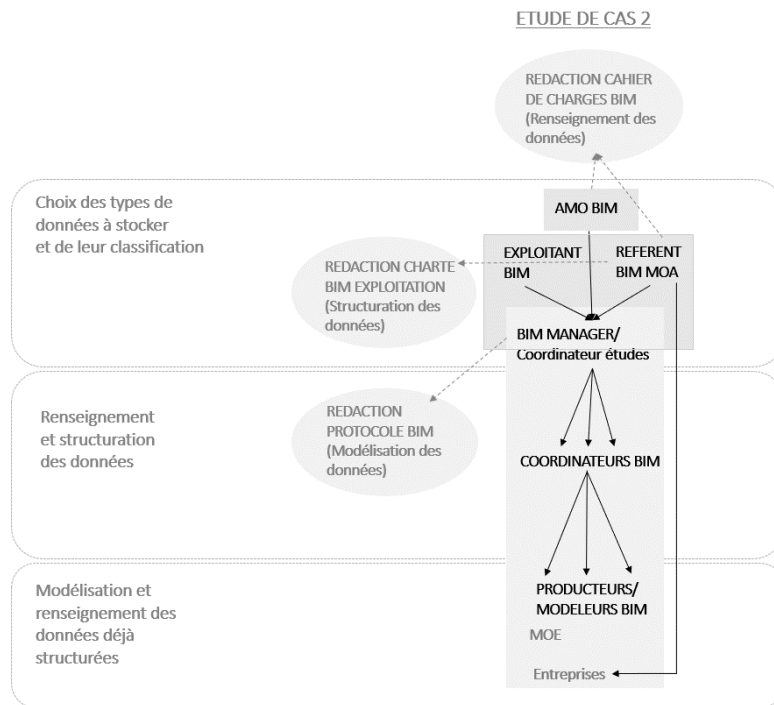 ETUDE DE CAS 2
REDACTION CAHIER
DE CHARGES BIM
(Renseignement des
données)
Choix des types de
données à stocker
et de leur classification
AMO BIM
EXPLOITANT
BIM
REFERENT
BIM MOA
REDACTION CHARTE
BIM EXPLOITATION
(Structuration des
données)
BIM MANAGER/
Coordinateur études
Renseignement
et structuration
des données
REDACTION
PROTOCOLE BIM
(Modélisation des
données)
COORDINATEURS BIM
Modélisation et
renseignement des
données déjà
structurées
PRODUCTEURS/
MODELEURS BIM
MOE
Entreprises